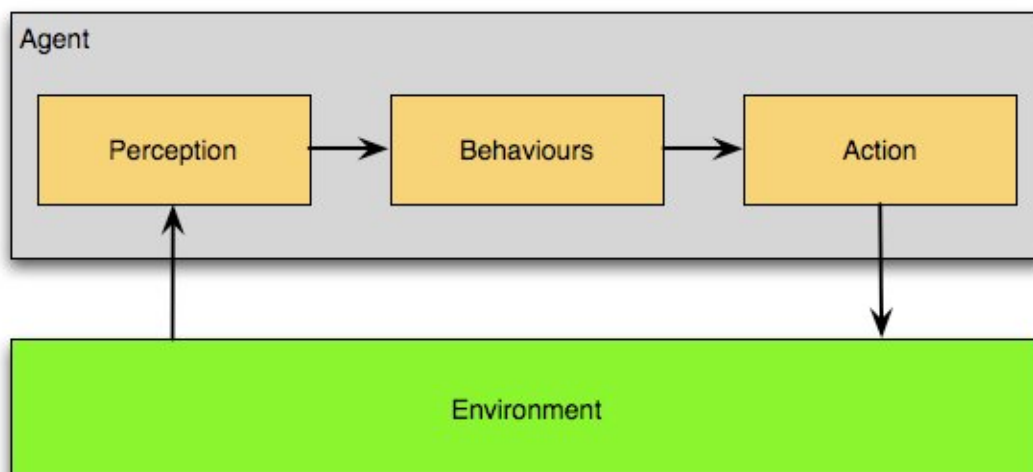 Agent
Perception
Behaviours
Action
Environment